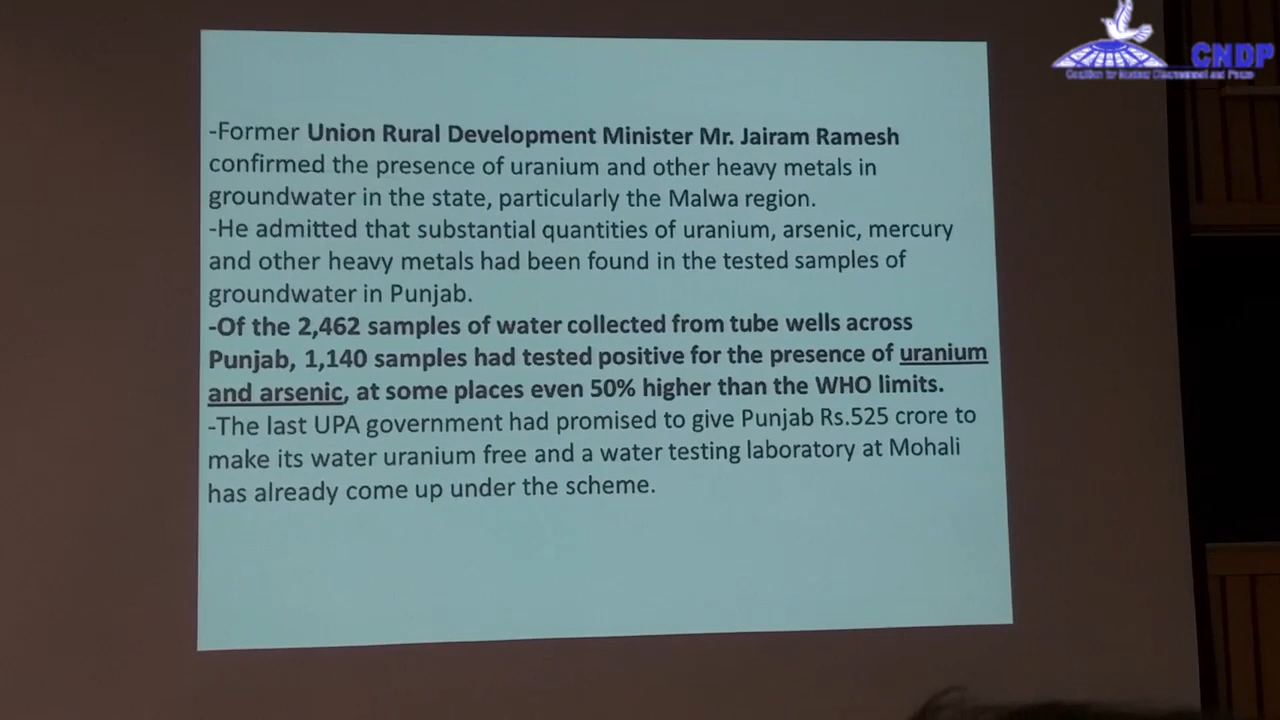 CNDP
Coalition for Nuclear Disarmament and Peace
-Former Union Rural Development Minister Mr. Jairam Ramesh
confirmed the presence of uranium and other heavy metals in
groundwater in the state, particularly the Malwa region.
-He admitted that substantial quantities of uranium, arsenic, mercury
and other heavy metals had been found in the tested samples of
groundwater in Punjab.
-Of the 2,462 samples of water collected from tube wells across
Punjab, 1,140 samples had tested positive for the presence of uranium
and arsenic, at some places even 50% higher than the WHO limits.
-The last UPA government had promised to give Punjab Rs.525 crore to
make its water uranium free and a water testing laboratory at Mohali
has already come up under the scheme.